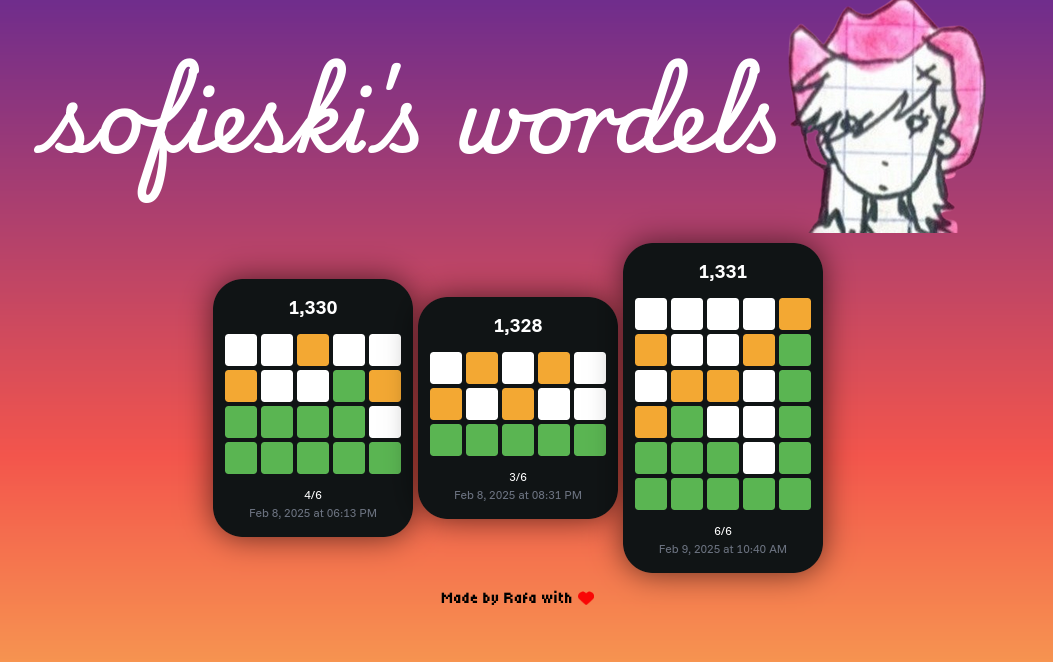 sofieski's wordels
1,330
4/6
Feb 8, 2025 at 06:13 PM
1,328
3/6
Feb 8, 2025 at 08:31 PM
1,331
6/6
Feb 9, 2025 at 10:40 AM
Made by Rafa with ❤